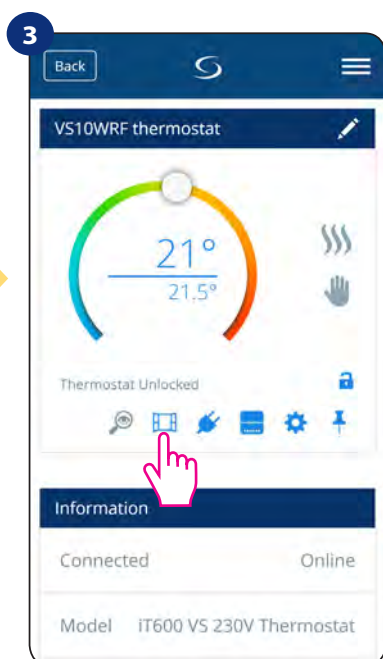 3
Back
VS10WRF thermostat
21°
21.5°
Thermostat Unlocked
Information
Connected Online
Model iT600 VS 230V Thermostat